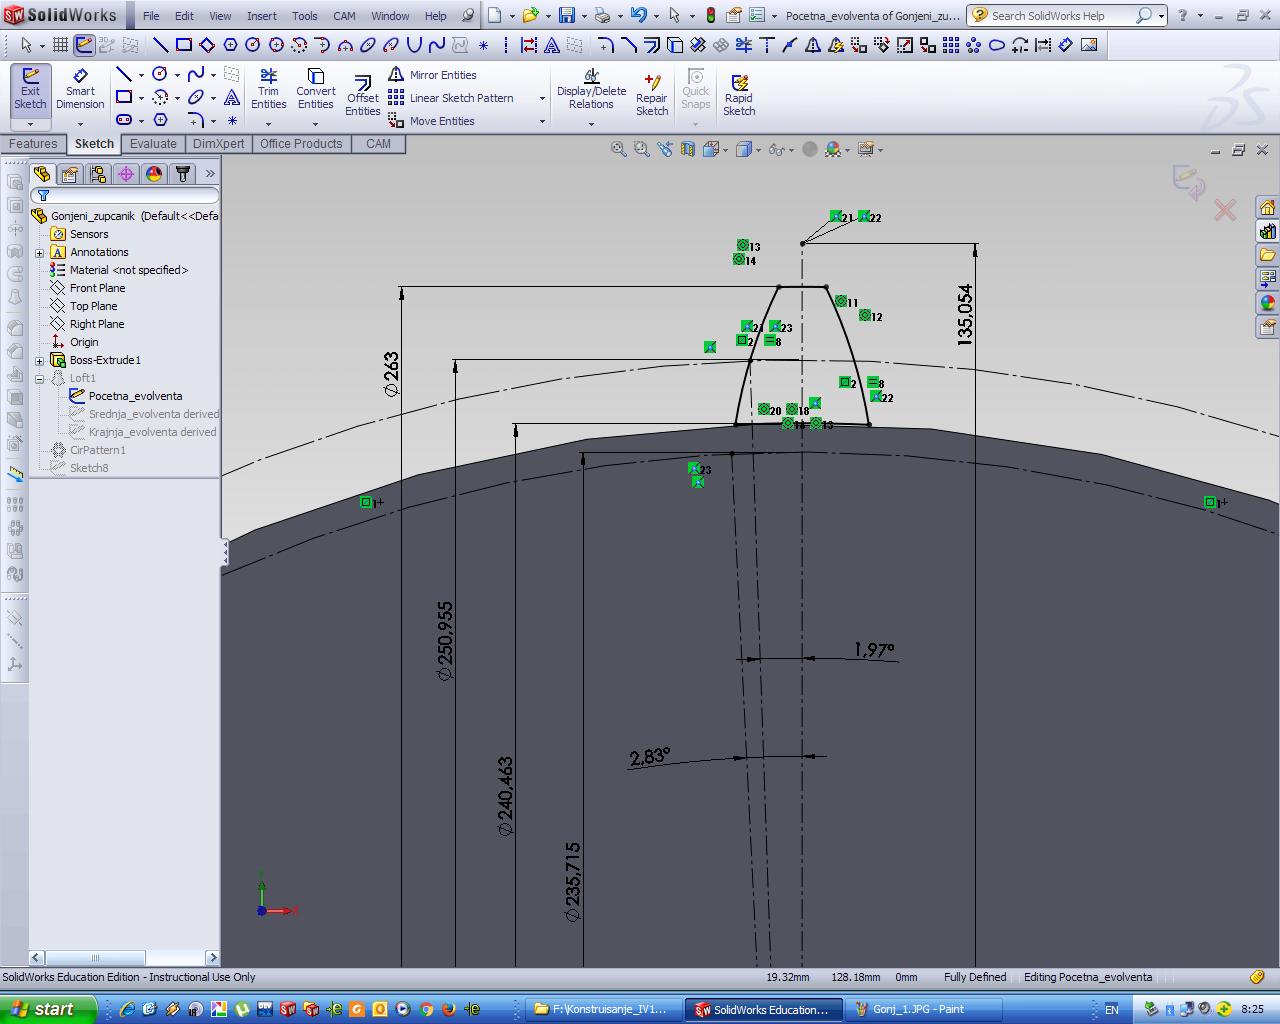 SolidWorks
File Edit View Insert Tools CAM Window Help
Pocetna_evolventa of Gonjeni_zu...
Search SolidWorks Help
Exit Sketch
Smart Dimension
Trim Entities
Convert Entities
Offset Entities
Mirror Entities
Linear Sketch Pattern
Move Entities
Display/Delete Relations
Repair Sketch
Quick Snaps
Rapid Sketch
Features Sketch Evaluate DimXpert Office Products CAM
Gonjeni_zupcanik (Default<<Defa
Sensors
Annotations
Material <not specified>
Front Plane
Top Plane
Right Plane
Origin
Boss-Extrude1
Loft1
Pocetna_evolventa
Srednja_evolventa derived
Krajnja_evolventa derived
CirPattern1
Sketch8
21 22
13
14
11
12
21 23
2 8
2 8
22
20 18
13
23
1+
1+
135,054
⌀263
⌀250,955
⌀240,463
⌀235,715
1,97°
2,83°
SolidWorks Education Edition - Instructional Use Only
19.32mm 128.18mm 0mm Fully Defined Editing Pocetna_evolventa
start
F:\Konstruisanje_IV1...
SolidWorks Education...
Gonj_1.JPG - Paint
EN
8:25